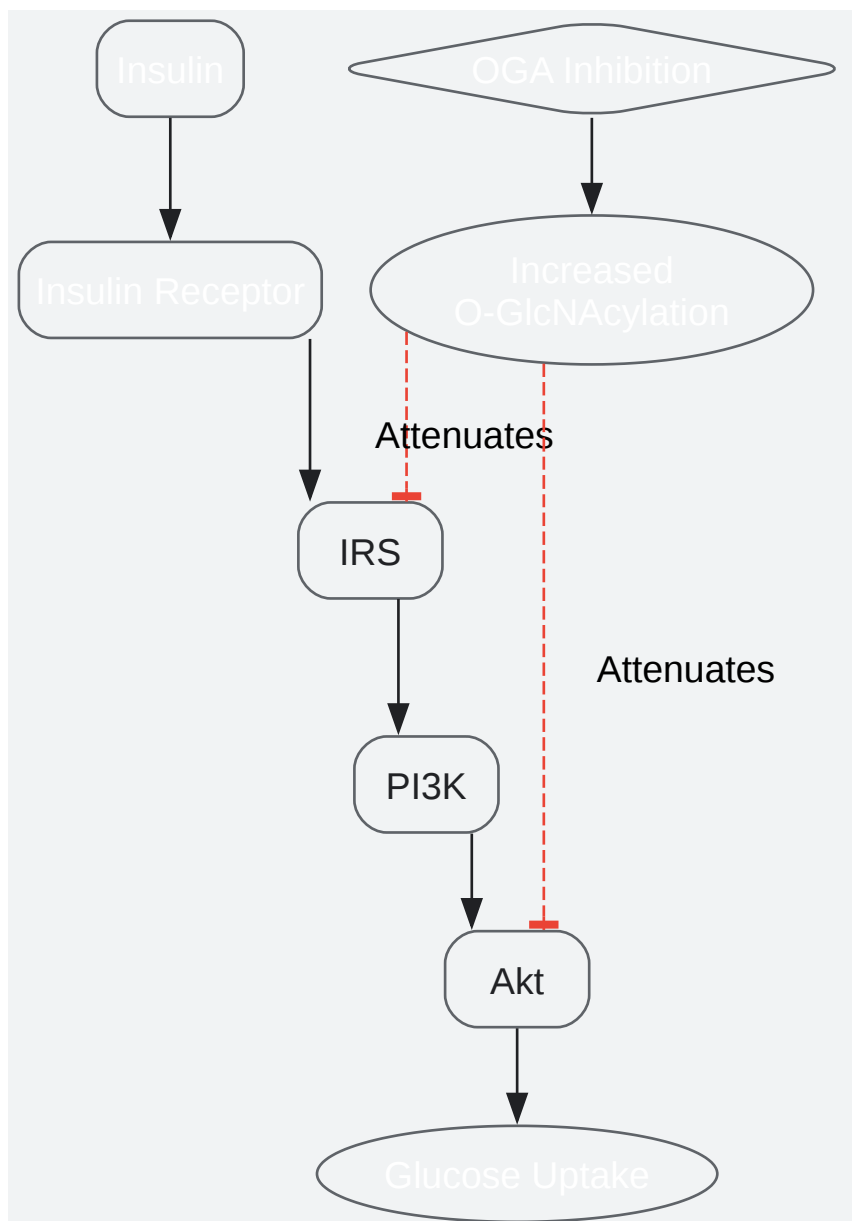 Insulin
OGA Inhibition
Insulin Receptor
Increased
O-GlcNAcylation
Attenuates
IRS
Attenuates
PI3K
Akt
Glucose Uptake